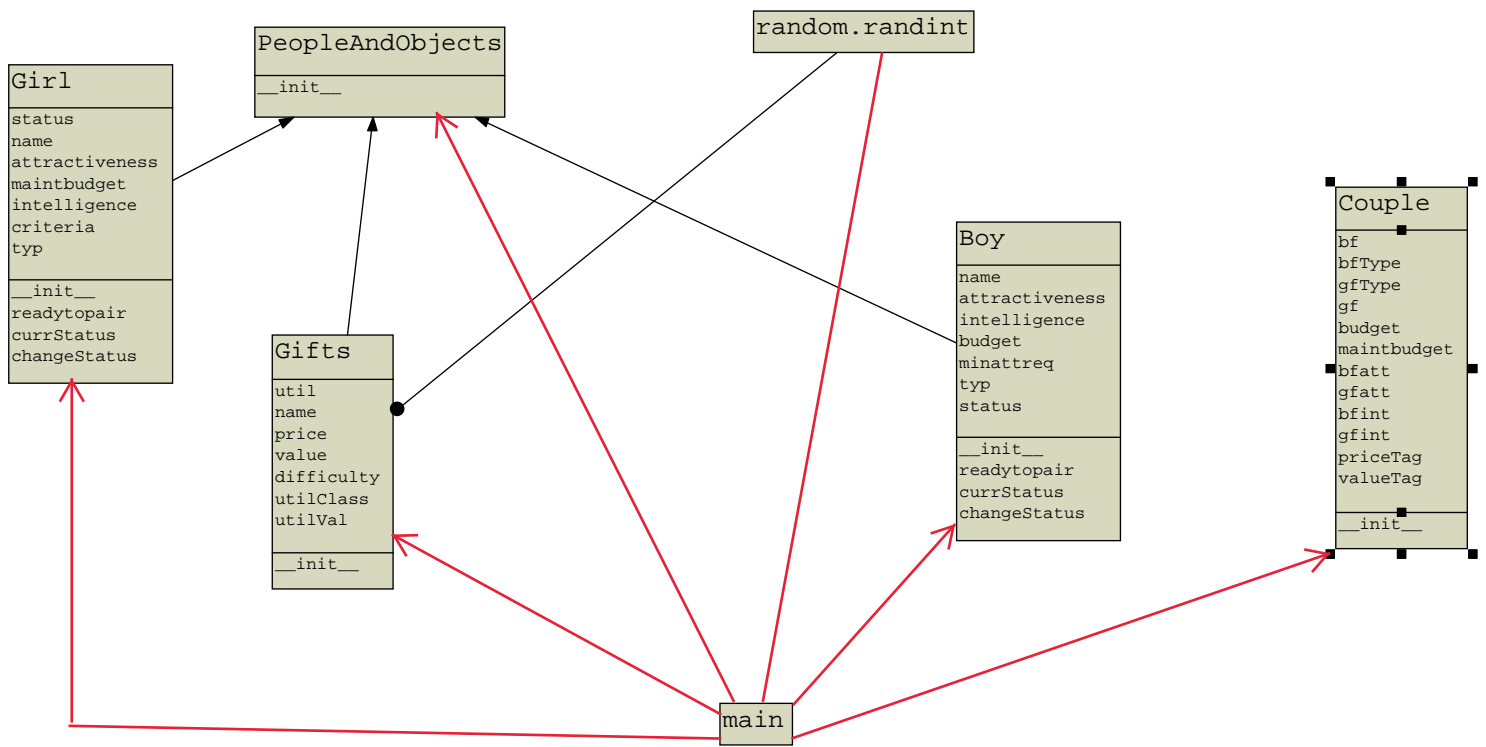 PeopleAndObjects
__init__
random.randint
Girl
status
name
attractiveness
maintbudget
intelligence
criteria
typ
__init__
readytopair
currStatus
changeStatus
Gifts
util
name
price
value
difficulty
utilClass
utilVal
__init__
Boy
name
attractiveness
intelligence
budget
minattreq
typ
status
__init__
readytopair
currStatus
changeStatus
Couple
bf
bfType
gfType
gf
budget
maintbudget
bfatt
gfatt
bfint
gfint
priceTag
valueTag
__init__
main